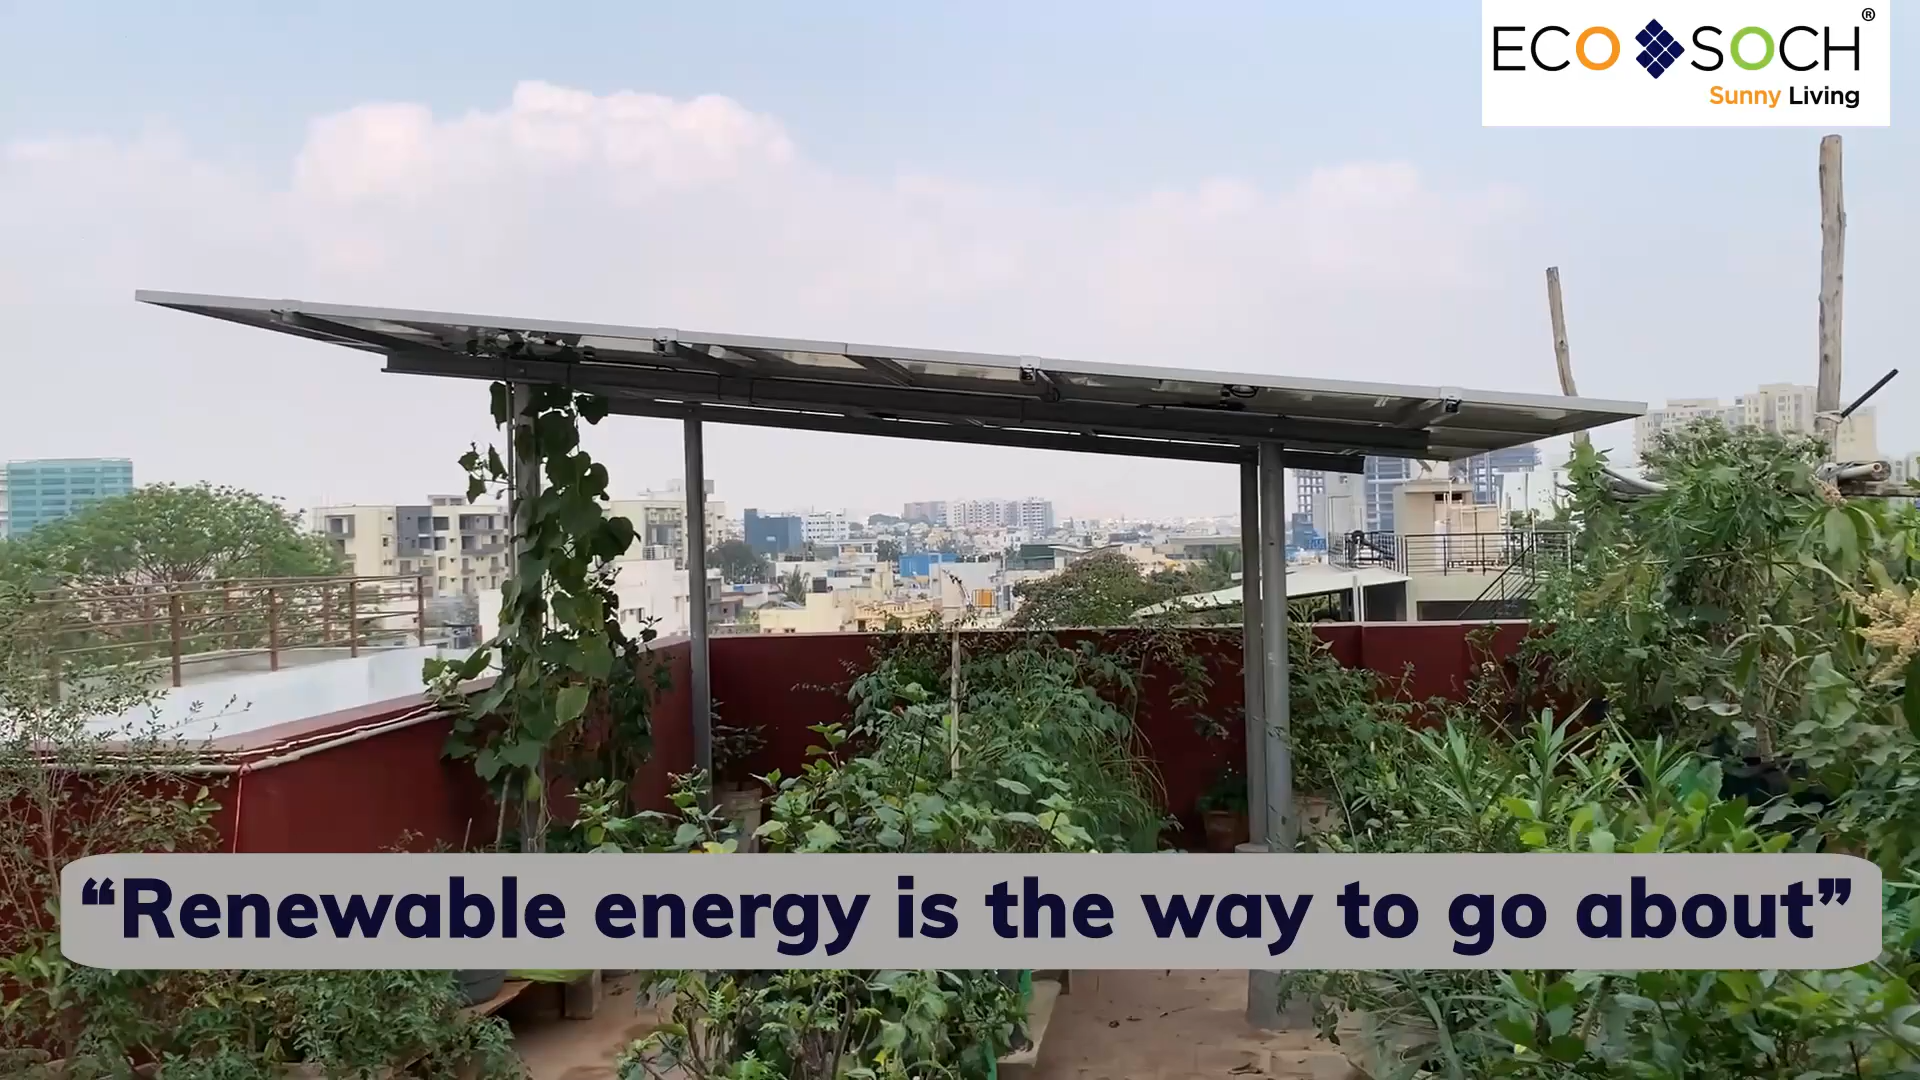 ECO SOCH®
Sunny Living
“Renewable energy is the way to go about”